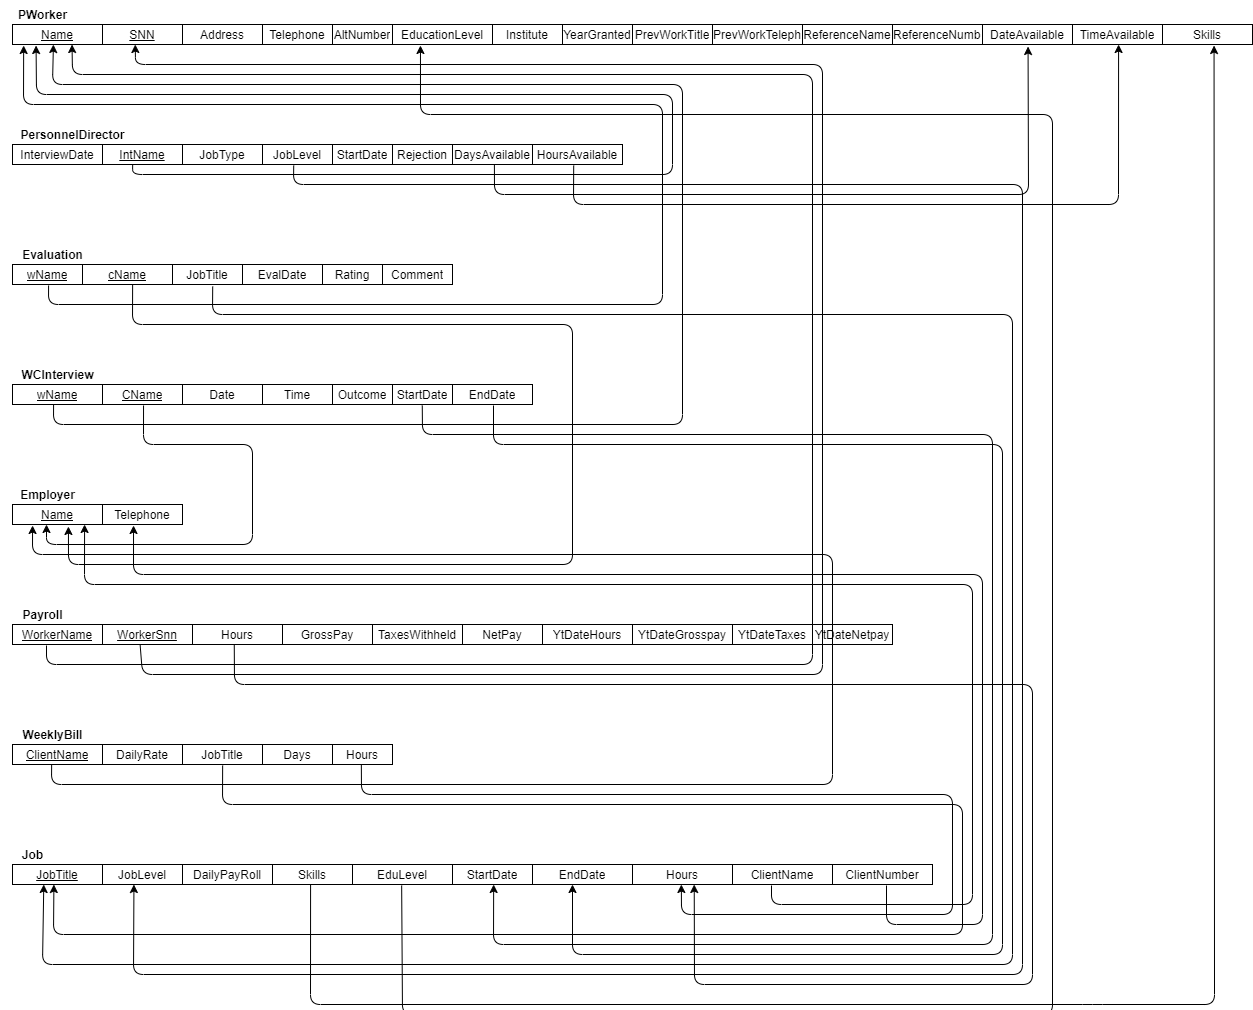 PWorker
Name SNN Address Telephone AltNumber EducationLevel Institute YearGranted PrevWorkTitle PrevWorkTeleph ReferenceName ReferenceNumb DateAvailable TimeAvailable Skills
PersonnelDirector
InterviewDate IntName JobType JobLevel StartDate Rejection DaysAvailable HoursAvailable
Evaluation
wName cName JobTitle EvalDate Rating Comment
WCInterview
wName CName Date Time Outcome StartDate EndDate
Employer
Name Telephone
Payroll
WorkerName WorkerSnn Hours GrossPay TaxesWithheld NetPay YtDateHours YtDateGrosspay YtDateTaxes YtDateNetpay
WeeklyBill
ClientName DailyRate JobTitle Days Hours
Job
JobTitle JobLevel DailyPayRoll Skills EduLevel StartDate EndDate Hours ClientName ClientNumber